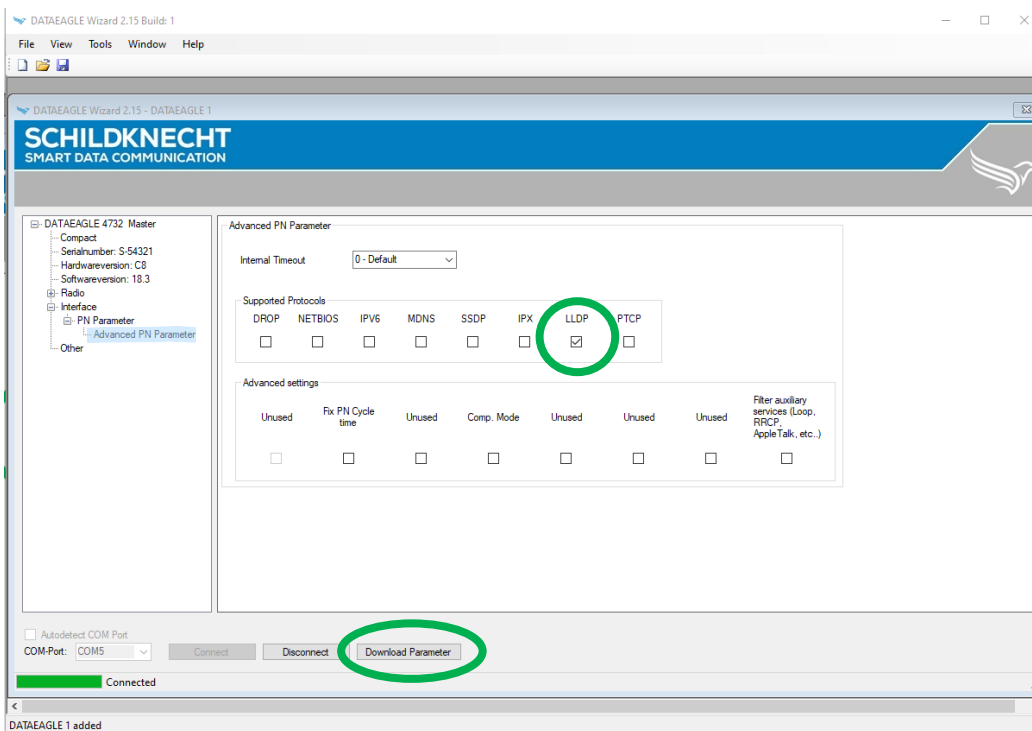 DATAEAGLE Wizard 2.15 Build: 1
File View Tools Window Help
DATAEAGLE Wizard 2.15 - DATAEAGLE 1
SCHILDKNECHT
SMART DATA COMMUNICATION
DATAEAGLE 4732 Master
Compact
Serialnumber: S-54321
Hardwareversion: C8
Softwareversion: 18.3
Radio
Interface
PN Parameter
Advanced PN Parameter
Other
Advanced PN Parameter
Internal Timeout 0 - Default
Supported Protocols
DROP NETBIOS IPV6 MDNS SSDP IPX LLDP PTCP
Advanced settings
Unused Fix PN Cycle time Unused Comp. Mode Unused Unused Unused Filter auxiliary services (Loop, RRCP, AppleTalk, etc..)
Autodetect COM Port
COM-Port: COM5 Connect Disconnect Download Parameter
Connected
DATAEAGLE 1 added